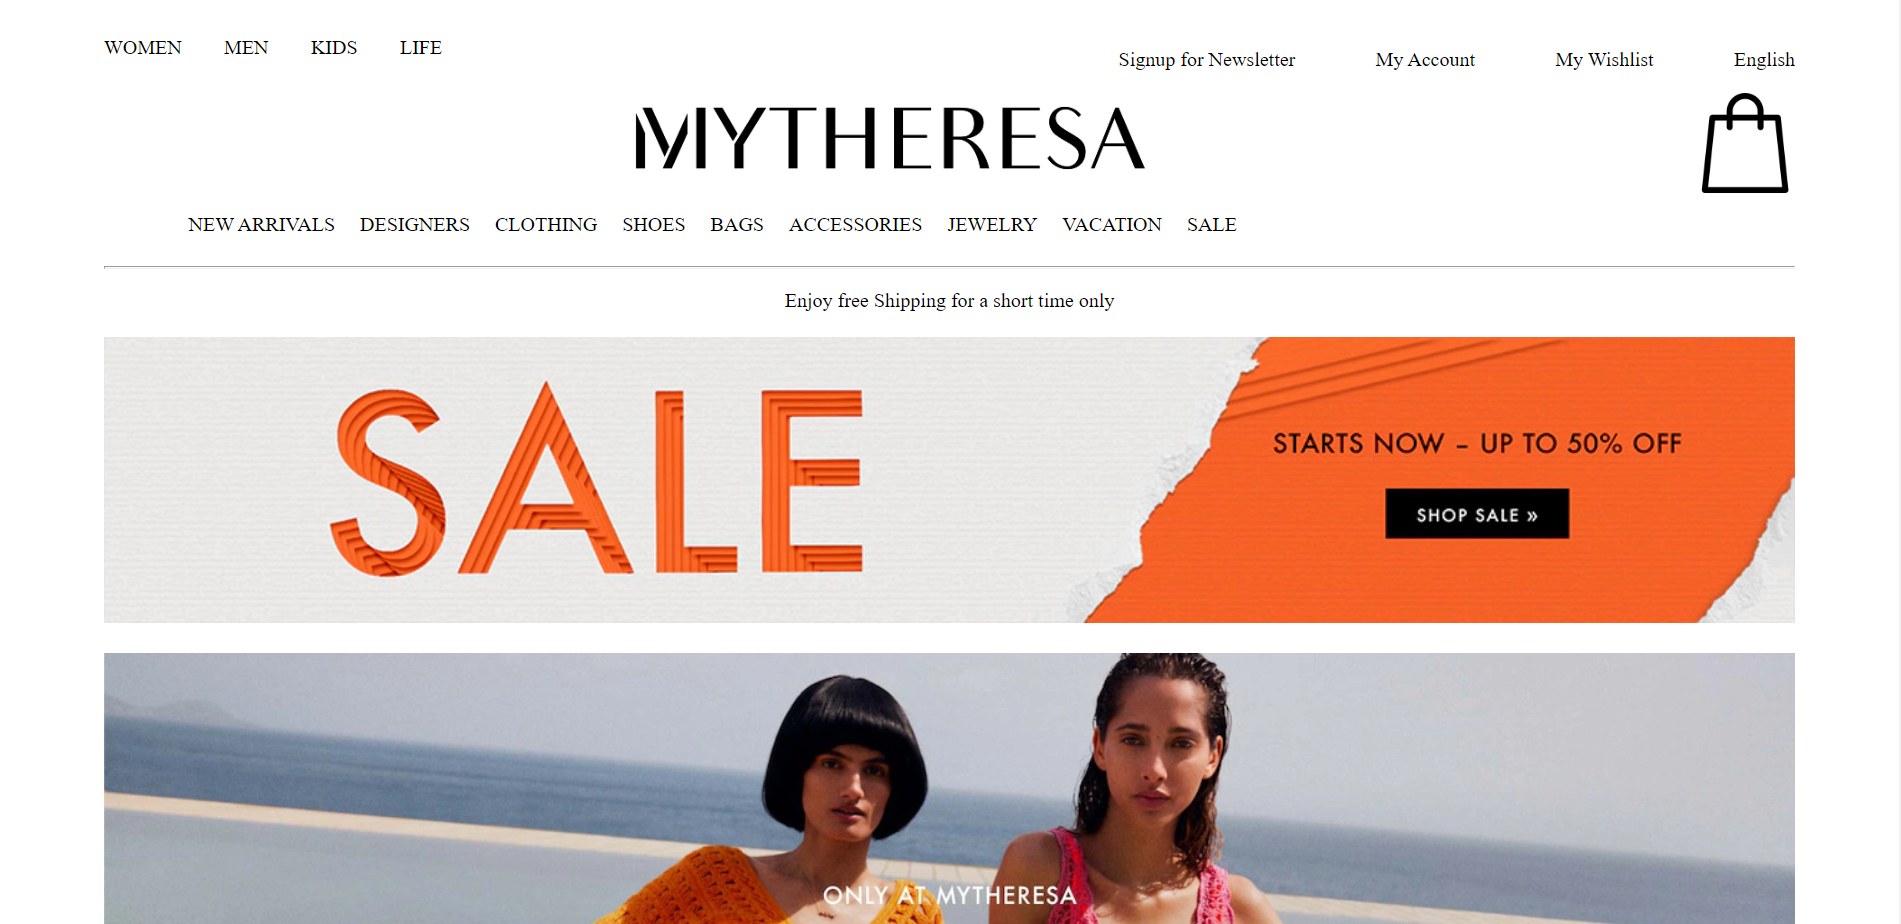 WOMEN MEN KIDS LIFE
Signup for Newsletter My Account My Wishlist English
MYTHERESA
NEW ARRIVALS DESIGNERS CLOTHING SHOES BAGS ACCESSORIES JEWELRY VACATION SALE
Enjoy free Shipping for a short time only
SALE
STARTS NOW – UP TO 50% OFF
SHOP SALE »
ONLY AT MYTHERESA